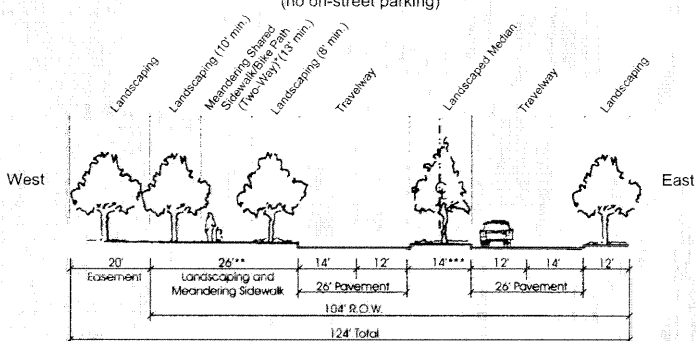 (no on-street parking)
Landscaping
Landscaping (10' min.)
Meandering Shared
Sidewalk/Bike Path
(Two-Way)*(13' min.)
Landscaping (8' min.)
Travelway
Landscaped Median
Travelway
Landscaping
West
East
20' 26'** 14' 12' 14'*** 12' 14' 12'
Easement
Landscaping and
Meandering Sidewalk
26' Pavement
26' Pavement
104' R.O.W.
124' Total